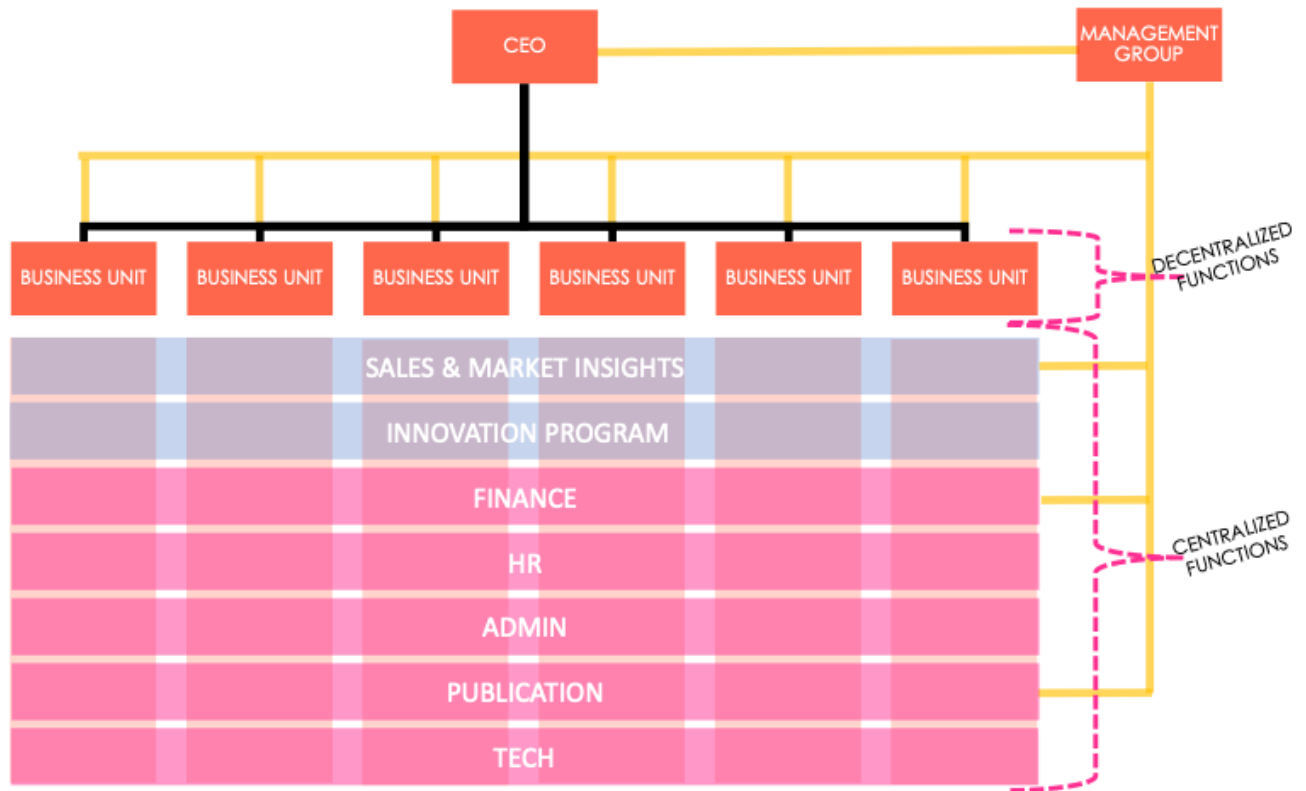 CEO
MANAGEMENT
GROUP
BUSINESS UNIT
BUSINESS UNIT
BUSINESS UNIT
BUSINESS UNIT
BUSINESS UNIT
BUSINESS UNIT
DECENTRALIZED
FUNCTIONS
SALES & MARKET INSIGHTS
INNOVATION PROGRAM
FINANCE
HR
CENTRALIZED
FUNCTIONS
ADMIN
PUBLICATION
TECH